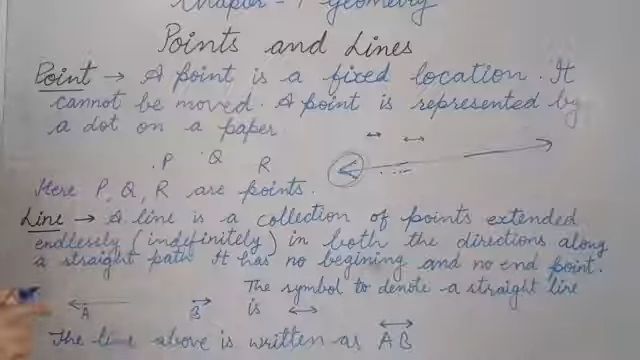 Chapter - 1 Geometry
Points and Lines
Point → A point is a fixed location. It
cannot be moved. A point is represented by
a dot on a paper
.P .Q R
Here P, Q, R are points.
Line → A line is a collection of points extended
endlessly (indefinitely) in both the directions along
a straight path It has no begining and no end point.
The symbol to denote a straight line
A B is ↔
The line above is written as AB